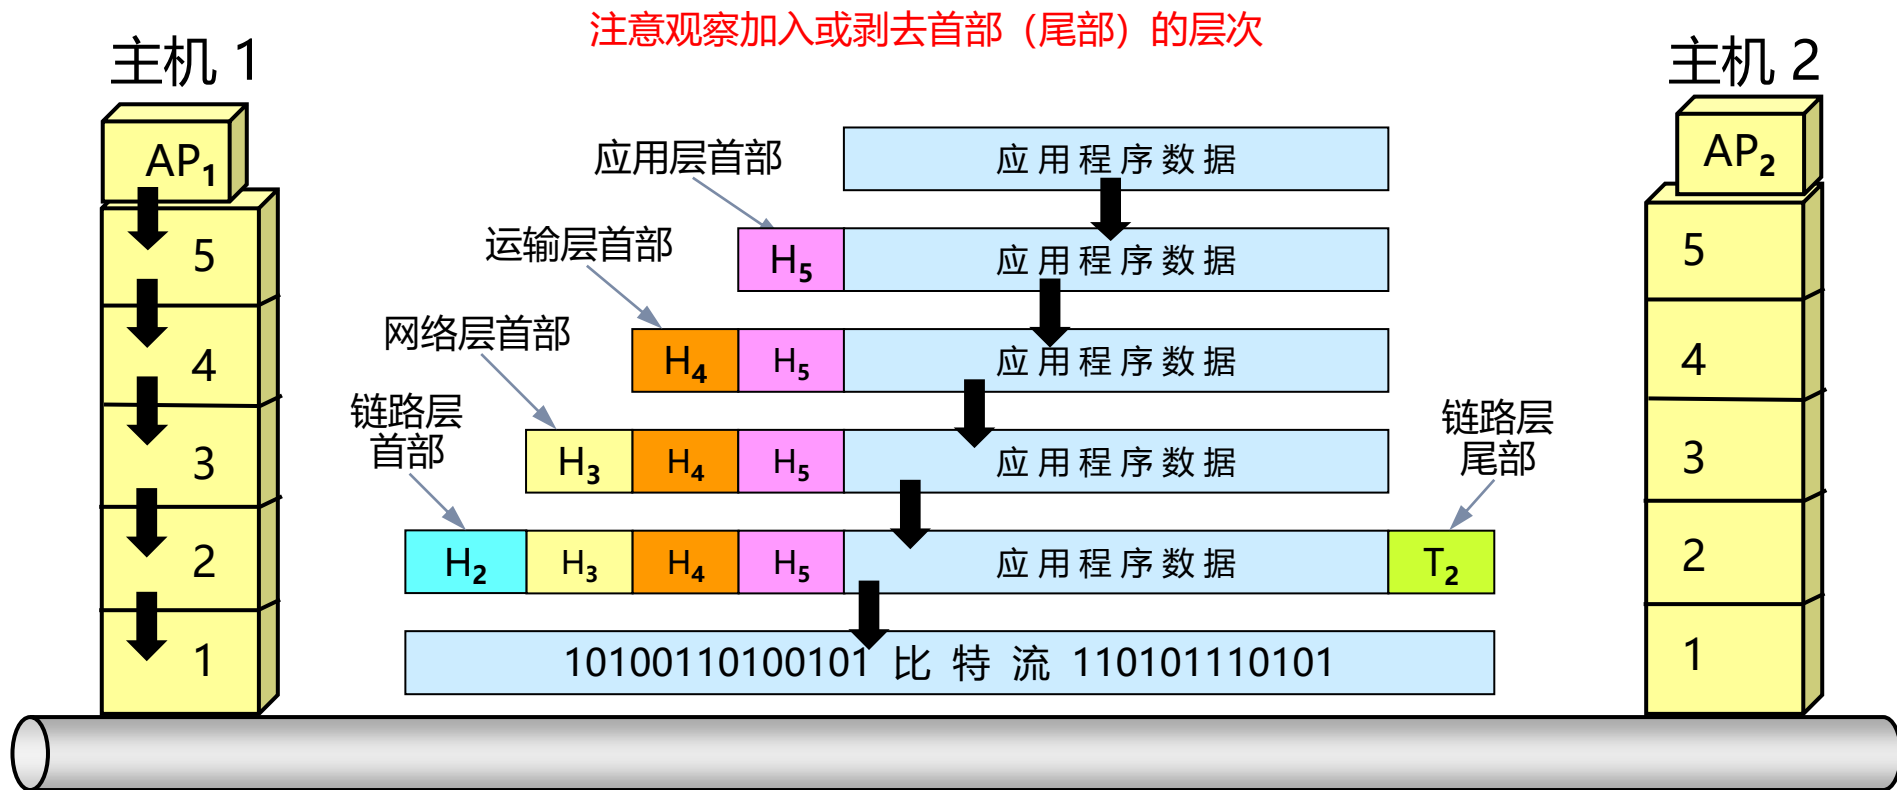 注意观察加入或剥去首部（尾部）的层次
主机 1
主机 2
AP1
AP2
应用层首部
应用程序数据
5
运输层首部
H5
应用程序数据
5
4
网络层首部
H4
H5
应用程序数据
4
3
链路层
首部
H3
H4
H5
应用程序数据
链路层
尾部
3
2
H2
H3
H4
H5
应用程序数据
T2
2
1
10100110100101 比 特 流 110101110101
1